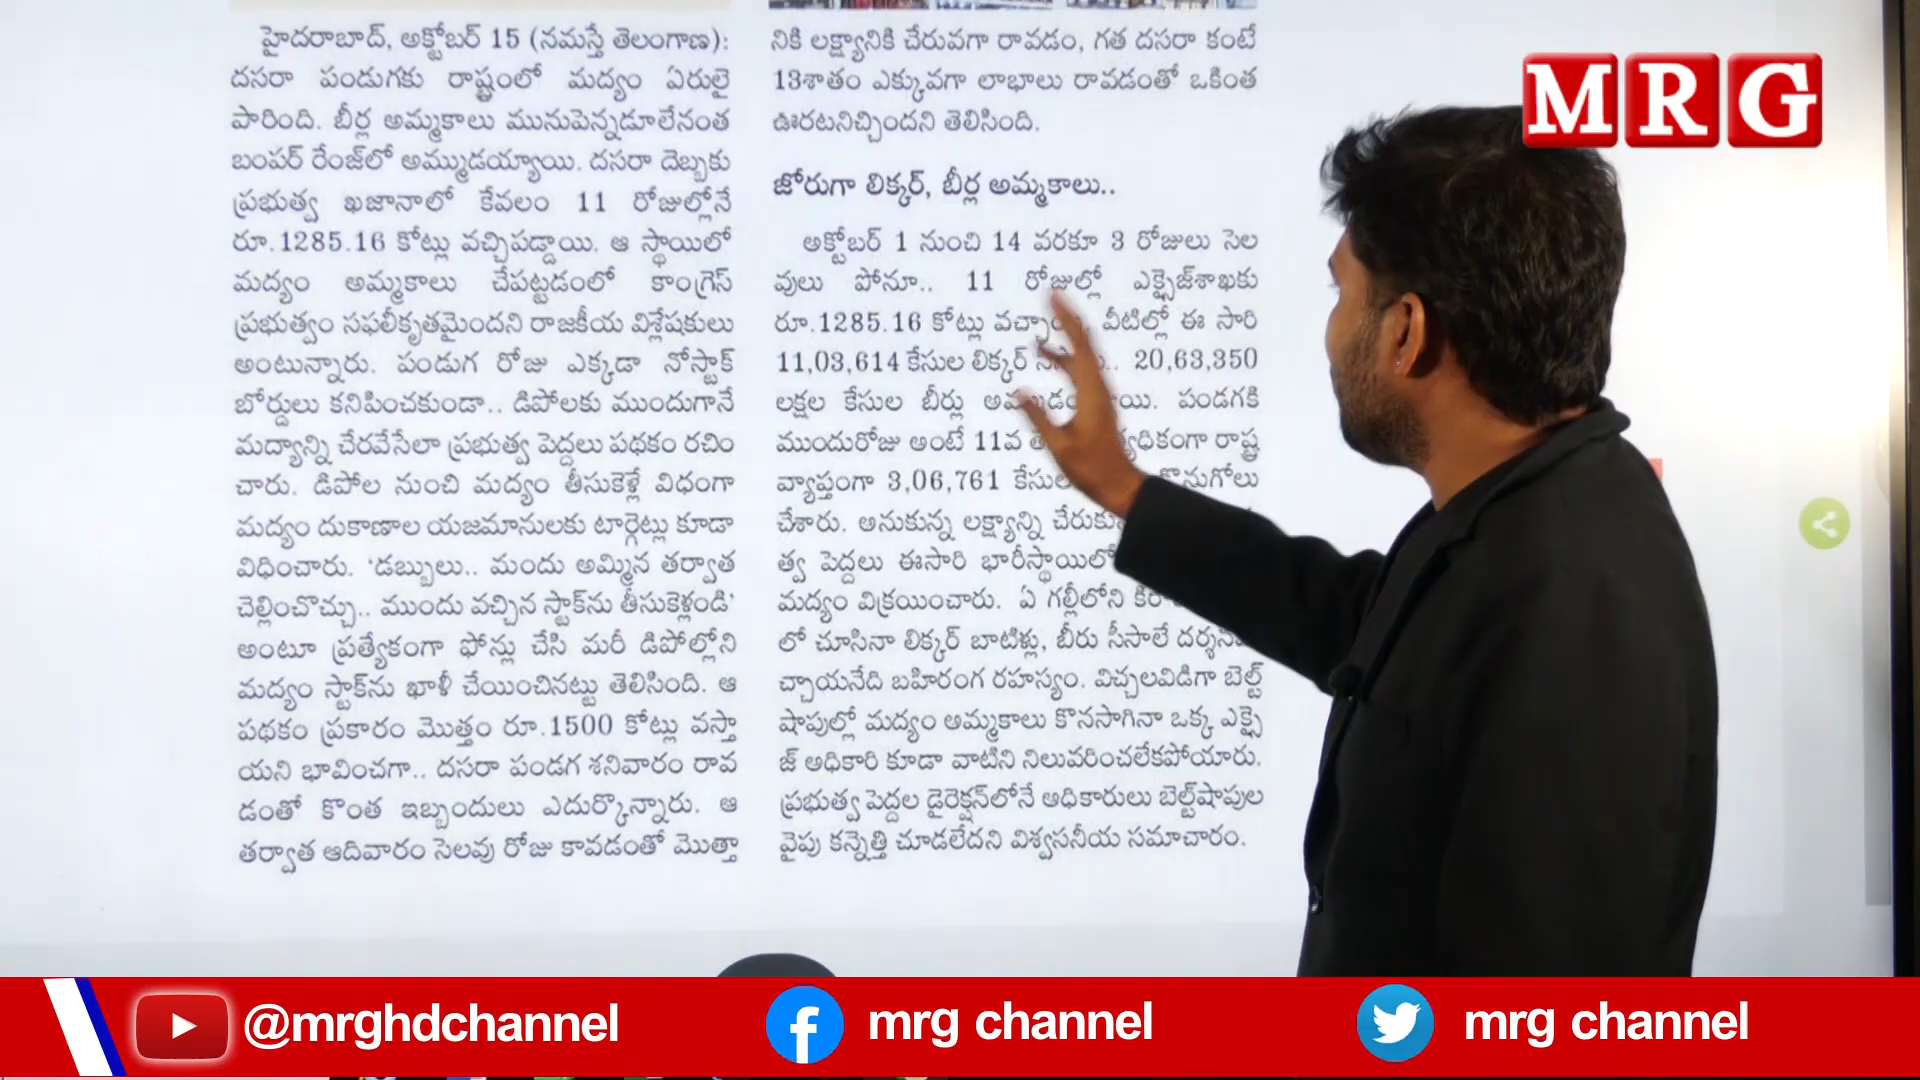 హైదరాబాద్, అక్టోబర్ 15 (నమస్తే తెలంగాణ):
దసరా పండుగకు రాష్ట్రంలో మద్యం ఏరులై
పారింది. బీర్ల అమ్మకాలు మునుపెన్నడూలేనంత
బంపర్ రేంజ్‌లో అమ్ముడయ్యాయి. దసరా దెబ్బకు
ప్రభుత్వ ఖజానాలో కేవలం 11 రోజుల్లోనే
రూ.1285.16 కోట్లు వచ్చిపడ్డాయి. ఆ స్థాయిలో
మద్యం అమ్మకాలు చేపట్టడంలో కాంగ్రెస్
ప్రభుత్వం సఫలీకృతమైందని రాజకీయ విశ్లేషకులు
అంటున్నారు. పండుగ రోజు ఎక్కడా నోస్టాక్
బోర్డులు కనిపించకుండా.. డిపోలకు ముందుగానే
మద్యాన్ని చేరవేసేలా ప్రభుత్వ పెద్దలు పథకం రచిం
చారు. డిపోల నుంచి మద్యం తీసుకెళ్లే విధంగా
మద్యం దుకాణాల యజమానులకు టార్గెట్లు కూడా
విధించారు. 'డబ్బులు.. మందు అమ్మిన తర్వాత
చెల్లించొచ్చు.. ముందు వచ్చిన స్టాక్‌ను తీసుకెళ్లండి'
అంటూ ప్రత్యేకంగా ఫోన్లు చేసి మరీ డిపోల్లోని
మద్యం స్టాక్‌ను ఖాళీ చేయించినట్టు తెలిసింది. ఆ
పథకం ప్రకారం మొత్తం రూ.1500 కోట్లు వస్తా
యని భావించగా.. దసరా పండగ శనివారం రావ
డంతో కొంత ఇబ్బందులు ఎదుర్కొన్నారు. ఆ
తర్వాత ఆదివారం సెలవు రోజు కావడంతో మొత్తా
నికి లక్ష్యానికి చేరువగా రావడం, గత దసరా కంటే
13శాతం ఎక్కువగా లాభాలు రావడంతో ఒకింత
ఊరటనిచ్చిందని తెలిసింది.
జోరుగా లిక్కర్, బీర్ల అమ్మకాలు..
అక్టోబర్ 1 నుంచి 14 వరకూ 3 రోజులు సెల
వులు పోనూ.. 11 రోజుల్లో ఎక్సైజ్‌శాఖకు
రూ.1285.16 కోట్లు వీటిల్లో ఈ సారి
11,03,614 కేసుల లిక్కర్ 20,63,350
లక్షల కేసుల బీర్లు పండగకి
ముందురోజు అంటే 11వ రాష్ట్ర
వ్యాప్తంగా 3,06,761 కొనుగోలు
చేశారు. అనుకున్న లక్ష్యాన్ని
త్వ పెద్దలు ఈసారి భారీస్థాయిలో
మద్యం విక్రయించారు. ఏ గల్లీలోని
లో చూసినా లిక్కర్ బాటిళ్లు, బీరు సీసాలే
చ్చాయనేది బహిరంగ రహస్యం. విచ్చలవిడిగా బెల్ట్
షాపుల్లో మద్యం అమ్మకాలు కొనసాగినా ఒక్క ఎక్సై
జ్ అధికారి కూడా వాటిని నిలువరించలేకపోయారు.
ప్రభుత్వ పెద్దల డైరెక్షన్‌లోనే అధికారులు బెల్ట్‌షాపుల
వైపు కన్నెత్తి చూడలేదని విశ్వసనీయ సమాచారం.
MRG
@mrghdchannel
mrg channel
mrg channel